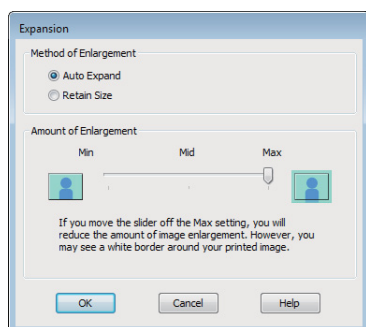 Expansion
Method of Enlargement
Auto Expand
Retain Size
Amount of Enlargement
Min Mid Max
If you move the slider off the Max setting, you will
reduce the amount of image enlargement. However, you
may see a white border around your printed image.
OK Cancel Help